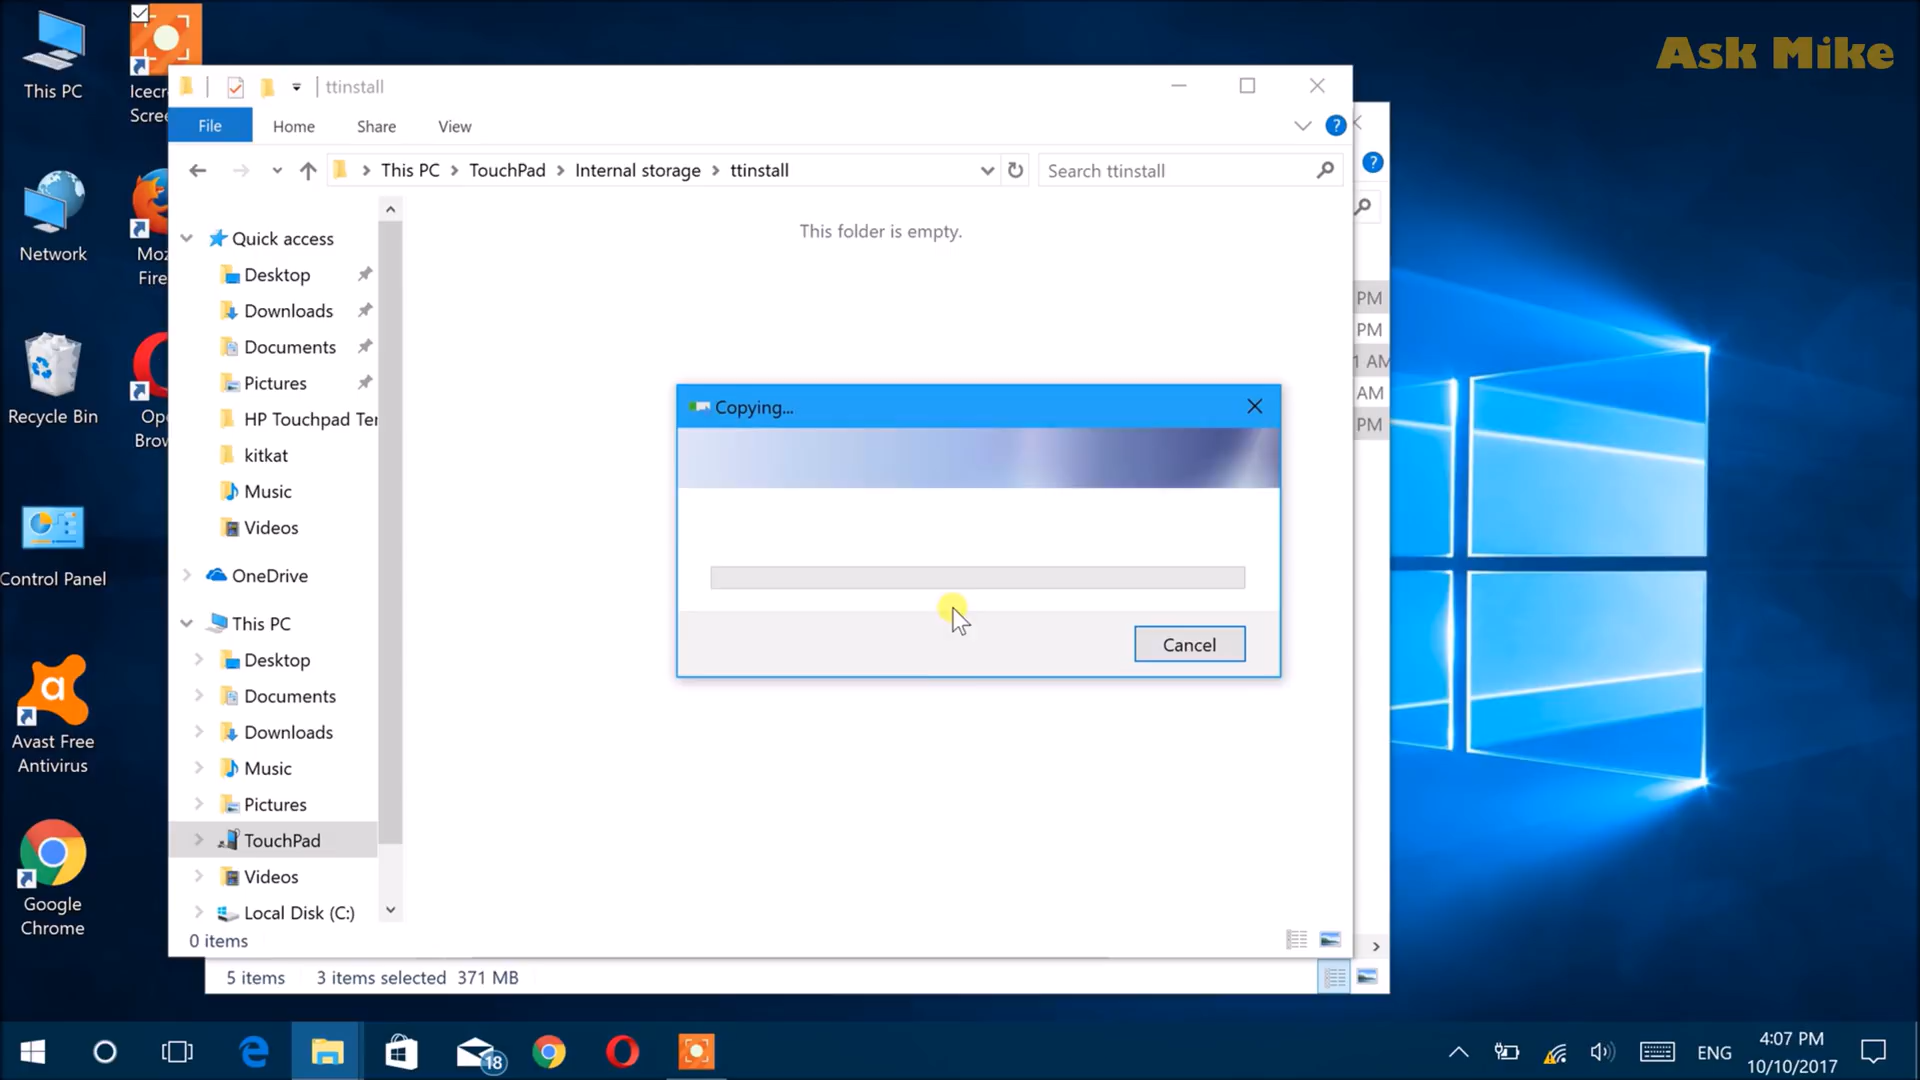 Ask Mike
This PC
Icecr
Scree
Network
Moz
Fire
Recycle Bin
Ope
Brow
Control Panel
Avast Free
Antivirus
Google
Chrome
ttinstall
File
Home
Share
View
This PC
TouchPad
Internal storage
ttinstall
Search ttinstall
This folder is empty.
Quick access
Desktop
Downloads
Documents
Pictures
HP Touchpad Ter
kitkat
Music
Videos
OneDrive
This PC
Desktop
Documents
Downloads
Music
Pictures
TouchPad
Videos
Local Disk (C:)
0 items
Copying...
Cancel
PM
PM
1 AM
AM
PM
5 items
3 items selected
371 MB
18
ENG
4:07 PM
10/10/2017